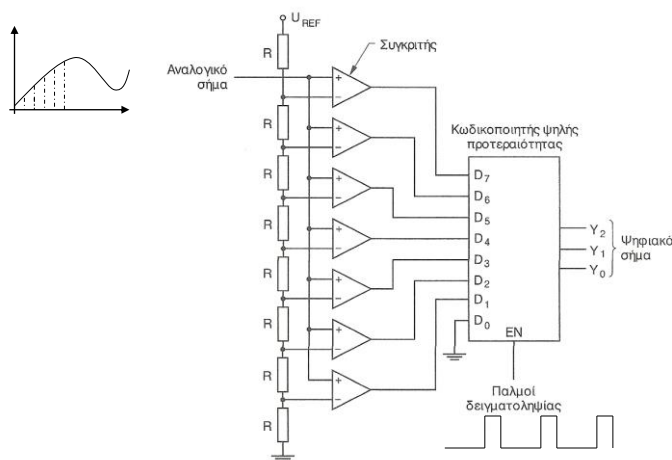 U REF
R
Συγκριτής
Αναλογικό
σήμα
+
−
R
+
−
Κωδικοποιητής ψηλής
προτεραιότητας
R
+
−
D7
D6
R
+
−
D5
D4
Y2
Y1
Y0
Ψηφιακό
σήμα
R
+
−
D3
D2
D1
D0
R
+
−
EN
R
+
−
R
Παλμοί
δειγματοληψίας